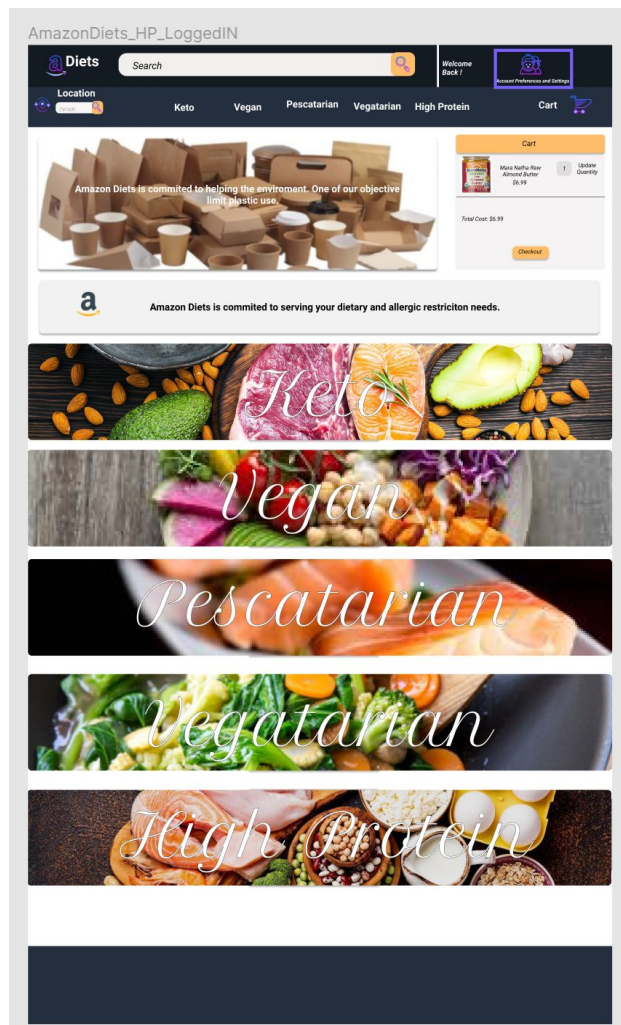 AmazonDiets_HP_LoggedIN
a Diets
Search
Welcome
Back !
Account Preferences and Settings
Location
Zipcode
Keto
Vegan
Pescatarian
Vegatarian
High Protein
Cart
Amazon Diets is commited to helping the enviroment. One of our objective
limit plastic use.
Cart
Mara Natha Raw
Almond Butter
$6.99
1
Update
Quantity
Total Cost: $6.99
Checkout
a
Amazon Diets is commited to serving your dietary and allergic restriciton needs.
Keto
Vegan
Pescatarian
Vegatarian
High Protein